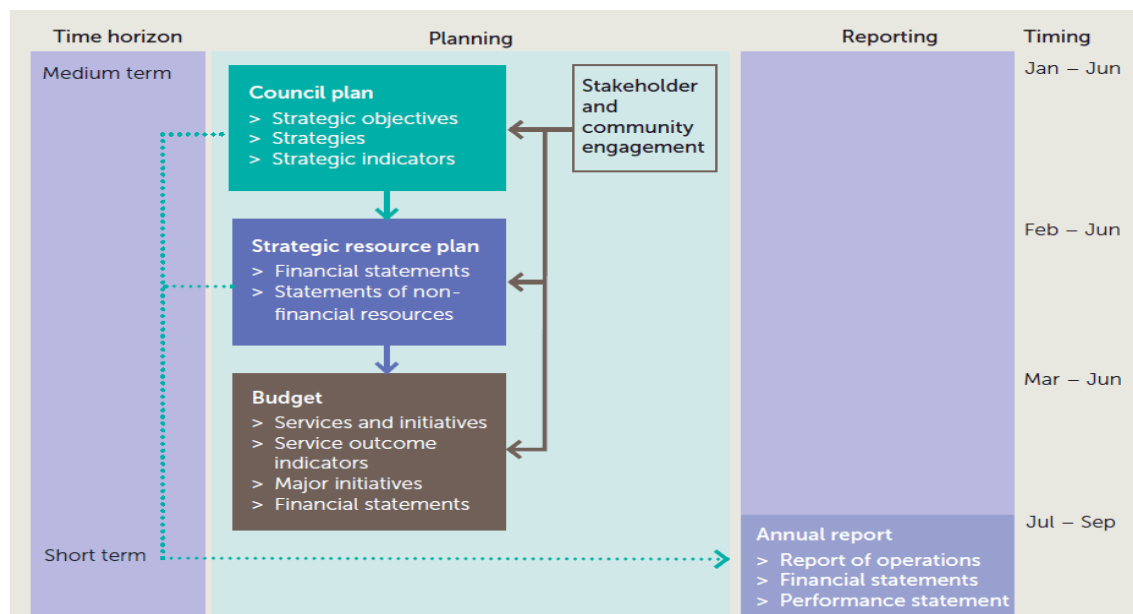 Time horizon
Planning
Reporting
Timing
Medium term
Jan – Jun
Council plan
> Strategic objectives
> Strategies
> Strategic indicators
Stakeholder
and
community
engagement
Feb – Jun
Strategic resource plan
> Financial statements
> Statements of non-
financial resources
Mar – Jun
Budget
> Services and initiatives
> Service outcome
indicators
> Major initiatives
> Financial statements
Jul – Sep
Short term
Annual report
> Report of operations
> Financial statements
> Performance statement